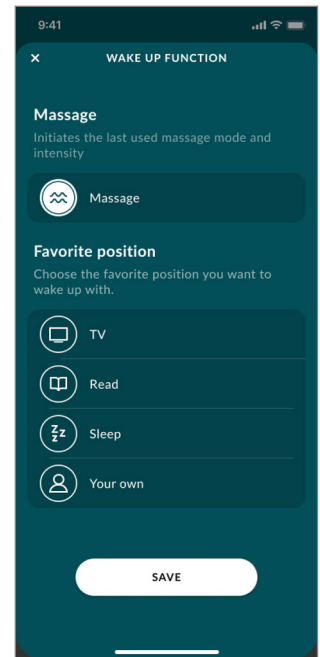 9:41
WAKE UP FUNCTION
Massage
Initiates the last used massage mode and
intensity
Massage
Favorite position
Choose the favorite position you want to
wake up with.
TV
Read
Zzz
Sleep
Your own
SAVE